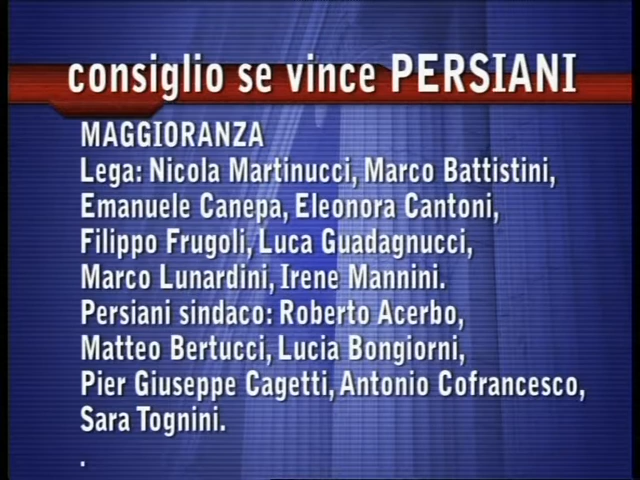 consiglio se vince PERSIANI
MAGGIORANZA
Lega: Nicola Martinucci, Marco Battistini,
Emanuele Canepa, Eleonora Cantoni,
Filippo Frugoli, Luca Guadagnucci,
Marco Lunardini, Irene Mannini.
Persiani sindaco: Roberto Acerbo,
Matteo Bertucci, Lucia Bongiorni,
Pier Giuseppe Cagetti, Antonio Cofrancesco,
Sara Tognini.
.